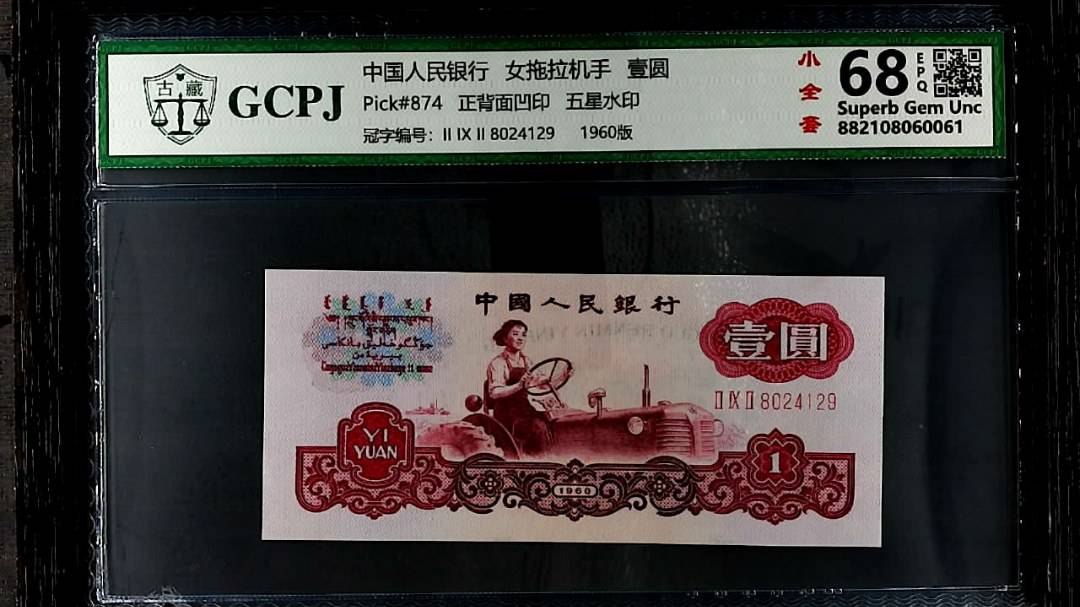 古藏
GCPJ
中国人民银行 女拖拉机手 壹圆
Pick#874 正背面凹印 五星水印
冠字编号: II IX II 8024129 1960版
小全套
68
EPQ
Superb Gem Unc
882108060061
中國人民銀行
壹圓
II IX II 8024129
YI
YUAN
1960
1